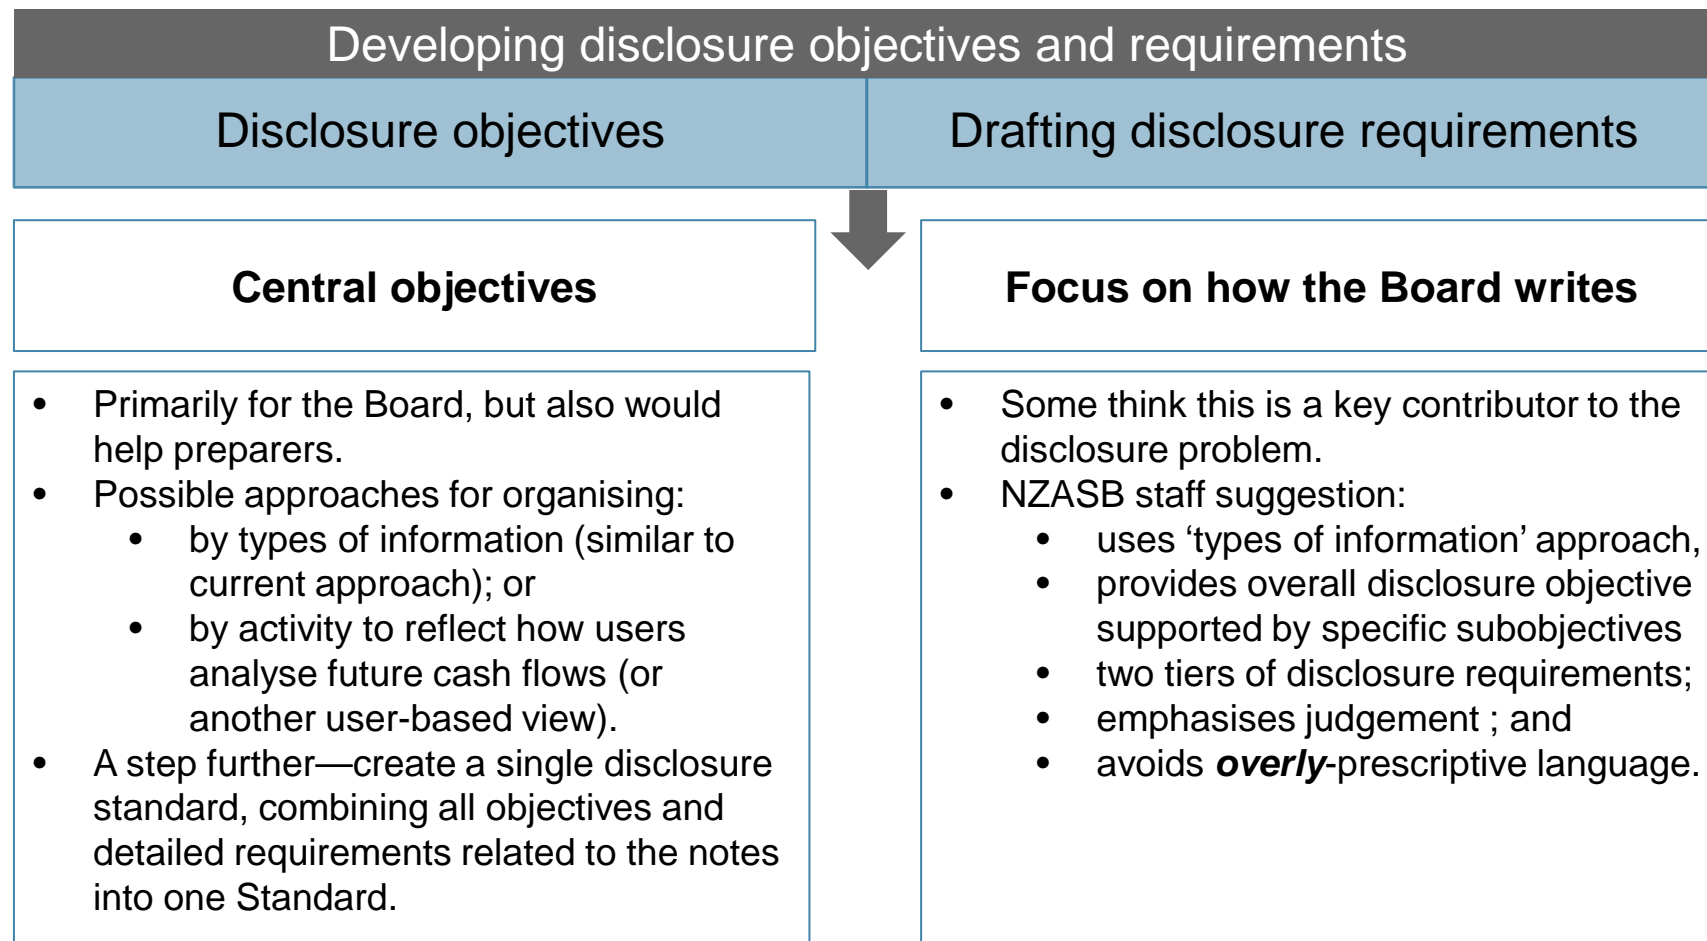 Developing disclosure objectives and requirements
Disclosure objectives
Drafting disclosure requirements
Central objectives
• Primarily for the Board, but also would
help preparers.
• Possible approaches for organising:
• by types of information (similar to
current approach); or
• by activity to reflect how users
analyse future cash flows (or
another user-based view).
• A step further—create a single disclosure
standard, combining all objectives and
detailed requirements related to the notes
into one Standard.
Focus on how the Board writes
• Some think this is a key contributor to the
disclosure problem.
• NZASB staff suggestion:
• uses ‘types of information’ approach,
• provides overall disclosure objective
supported by specific subobjectives
• two tiers of disclosure requirements;
• emphasises judgement ; and
• avoids overly-prescriptive language.